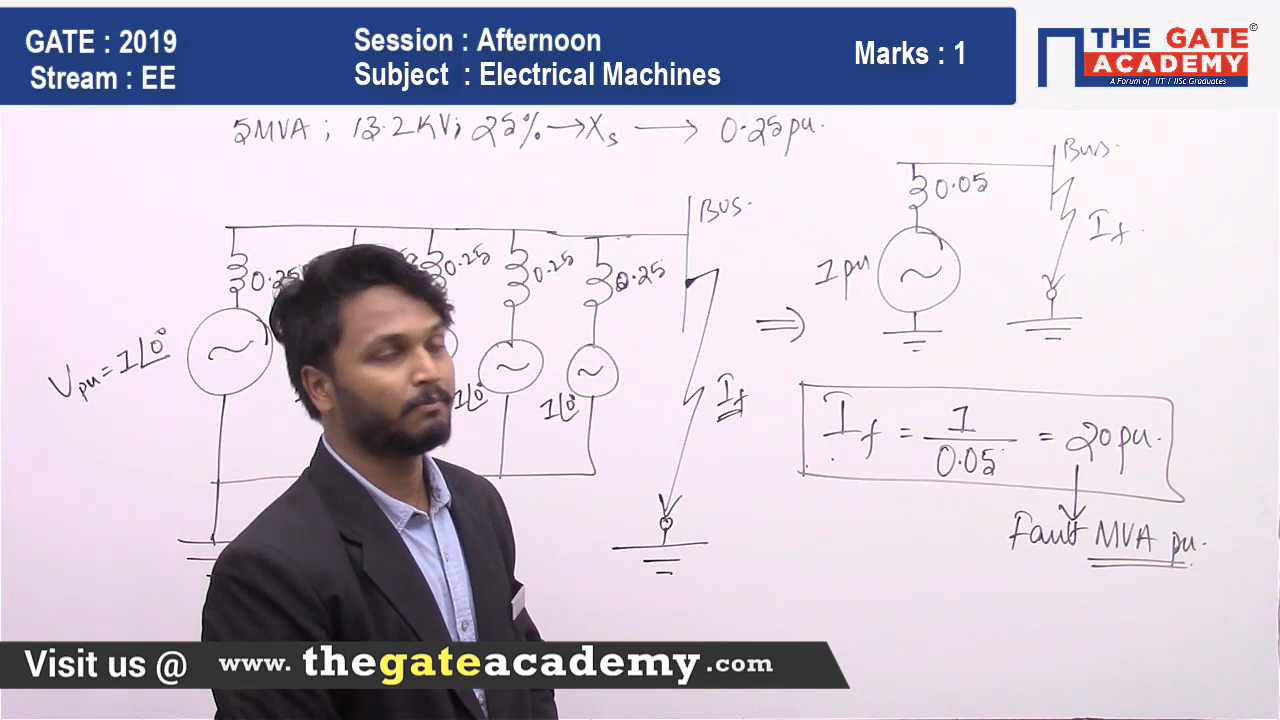 GATE : 2019
Stream : EE
Session : Afternoon
Subject : Electrical Machines
Marks : 1
THE GATE
ACADEMY
©
A Forum of IIT / IISc Graduates
5MVA ; 13.2KV; 25% → Xs → 0.25pu.
Bus.
0.25
0.25
0.25
0.25
Vpu = 1∠0°
1∠0°
1∠0°
If
⇒
Bus.
0.05
1pu
If.
If = 1/0.05 = 20pu.
Fault MVA pu.
Visit us @ www.thegateacademy.com